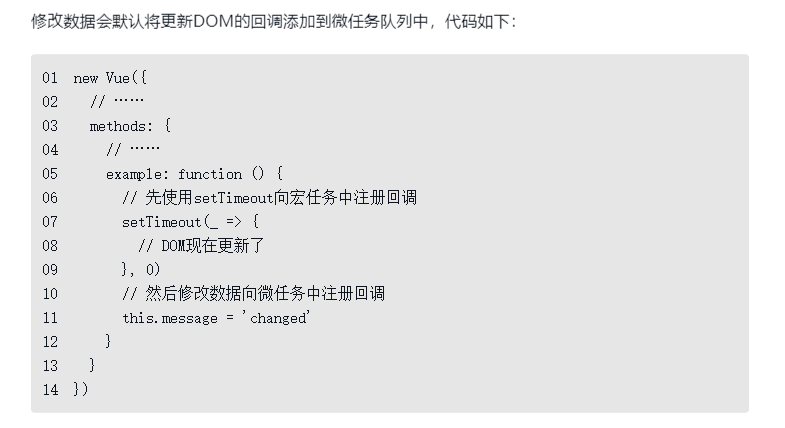 修改数据会默认将更新DOM的回调添加到微任务队列中，代码如下：
01 new Vue({
02   // ……
03   methods: {
04     // ……
05     example: function () {
06       // 先使用setTimeout向宏任务中注册回调
07       setTimeout(_ => {
08         // DOM现在更新了
09       }, 0)
10       // 然后修改数据向微任务中注册回调
11       this.message = 'changed'
12     }
13   }
14 })